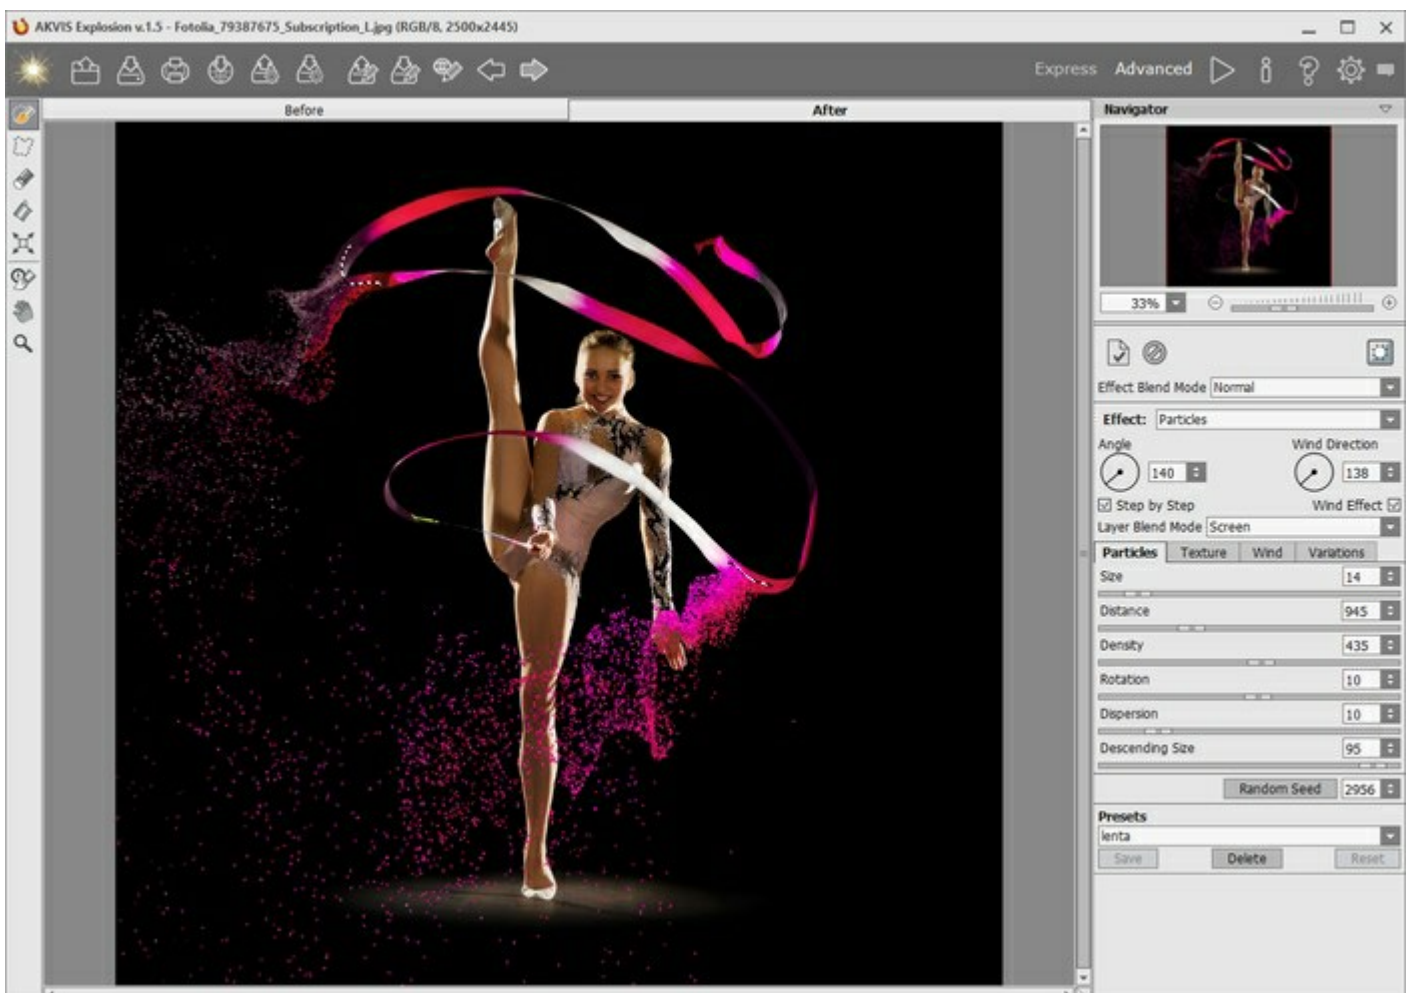 AKVIS Explosion v.1.5 - Fotolia_79387675_Subscription_L.jpg (RGB/8, 2500x2445)
Express Advanced
Before After
Navigator
33%
Effect Blend Mode Normal
Effect: Particles
Angle Wind Direction
140 138
Step by Step Wind Effect
Layer Blend Mode Screen
Particles Texture Wind Variations
Size 14
Distance 945
Density 435
Rotation 10
Dispersion 10
Descending Size 95
Random Seed 2956
Presets
lenta
Save Delete Reset